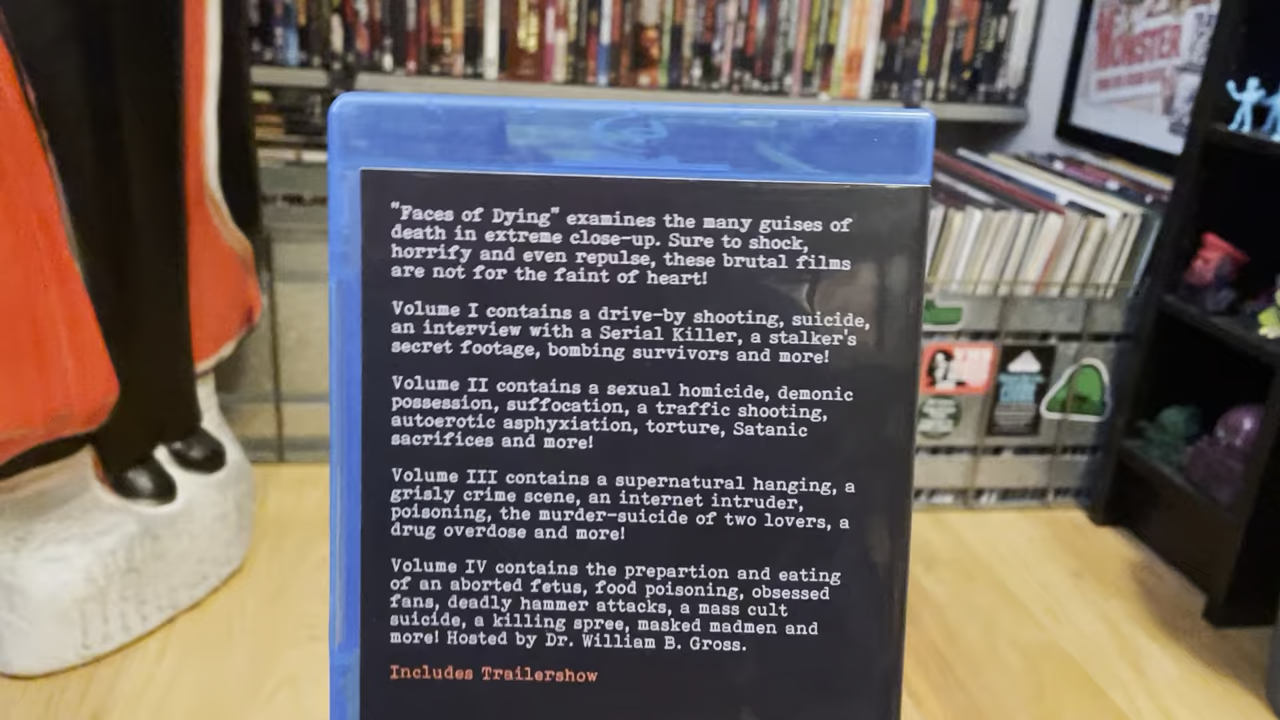 MONSTER
"Faces of Dying" examines the many guises of
death in extreme close-up. Sure to shock,
horrify and even repulse, these brutal films
are not for the faint of heart!
Volume I contains a drive-by shooting, suicide,
an interview with a Serial Killer, a stalker's
secret footage, bombing survivors and more!
Volume II contains a sexual homicide, demonic
possession, suffocation, a traffic shooting,
autoerotic asphyxiation, torture, Satanic
sacrifices and more!
Volume III contains a supernatural hanging, a
grisly crime scene, an internet intruder,
poisoning, the murder-suicide of two lovers, a
drug overdose and more!
Volume IV contains the prepartion and eating
of an aborted fetus, food poisoning, obsessed
fans, deadly hammer attacks, a mass cult
suicide, a killing spree, masked madmen and
more! Hosted by Dr. William B. Gross.
Includes Trailershow